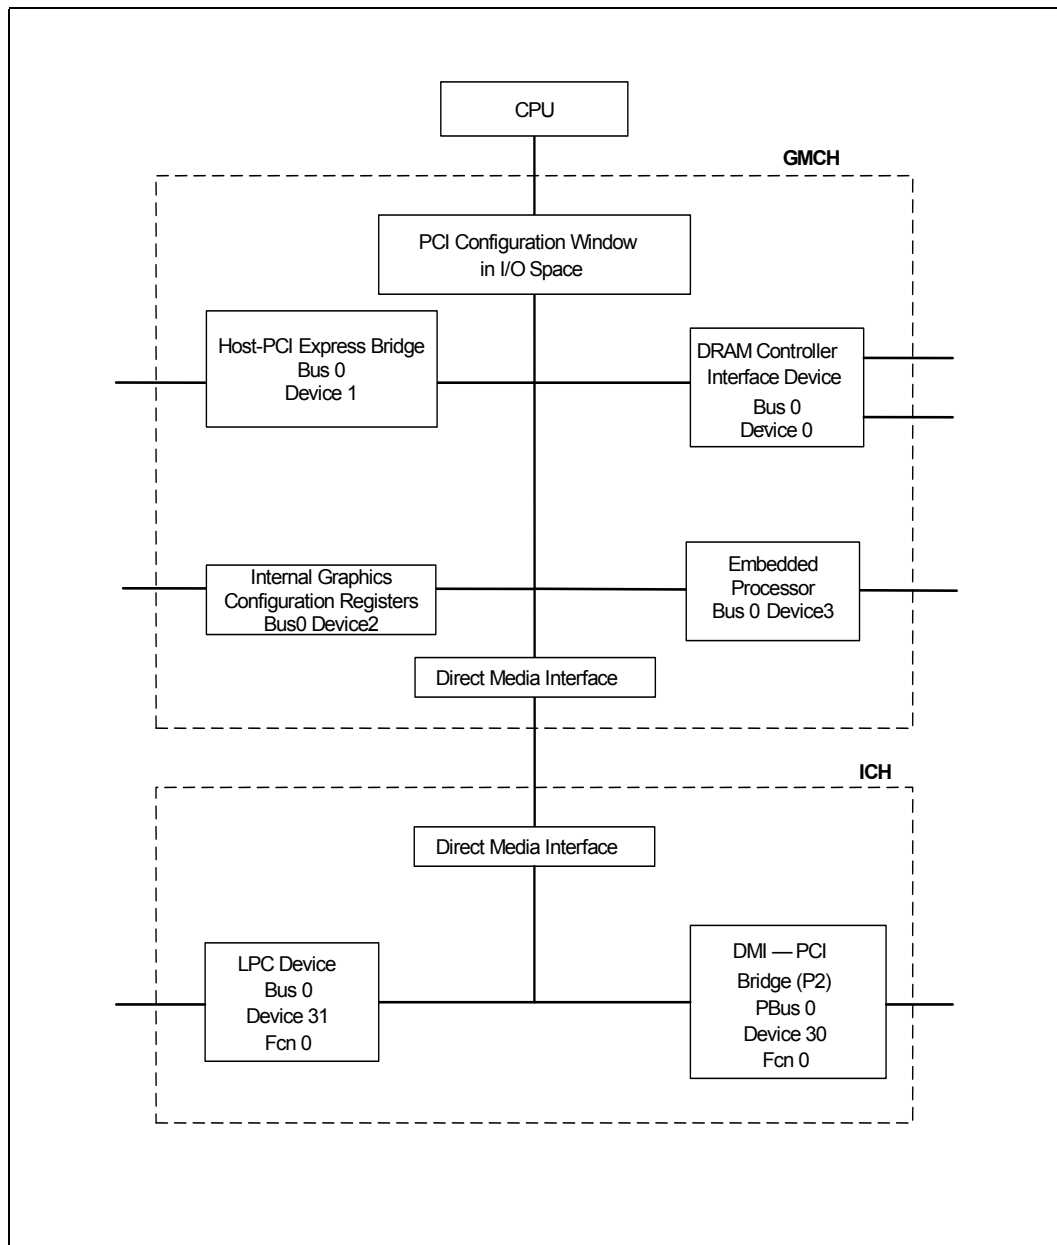 CPU
GMCH
PCI Configuration Window
in I/O Space
Host-PCI Express Bridge
Bus 0
Device 1
DRAM Controller
Interface Device
Bus 0
Device 0
Internal Graphics
Configuration Registers
Bus0 Device2
Embedded
Processor
Bus 0 Device3
Direct Media Interface
ICH
Direct Media Interface
LPC Device
Bus 0
Device 31
Fcn 0
DMI — PCI
Bridge (P2)
PBus 0
Device 30
Fcn 0